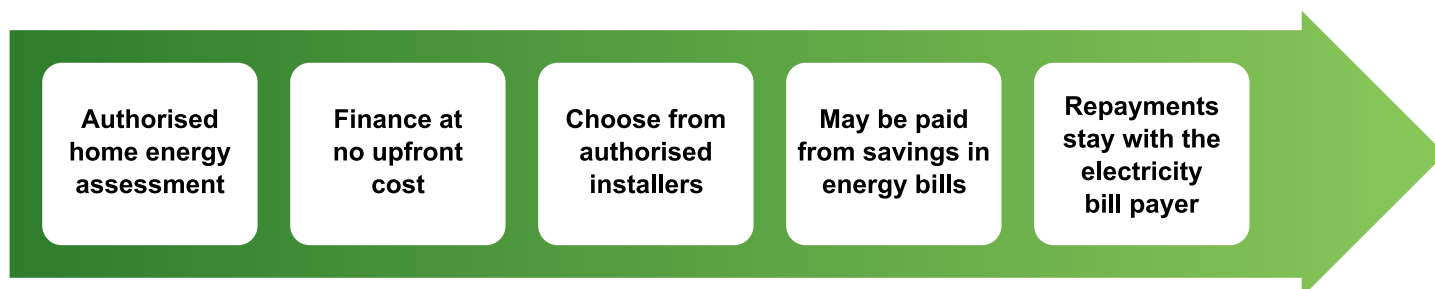 Authorised
home energy
assessment
Finance at
no upfront
cost
Choose from
authorised
installers
May be paid
from savings in
energy bills
Repayments
stay with the
electricity
bill payer